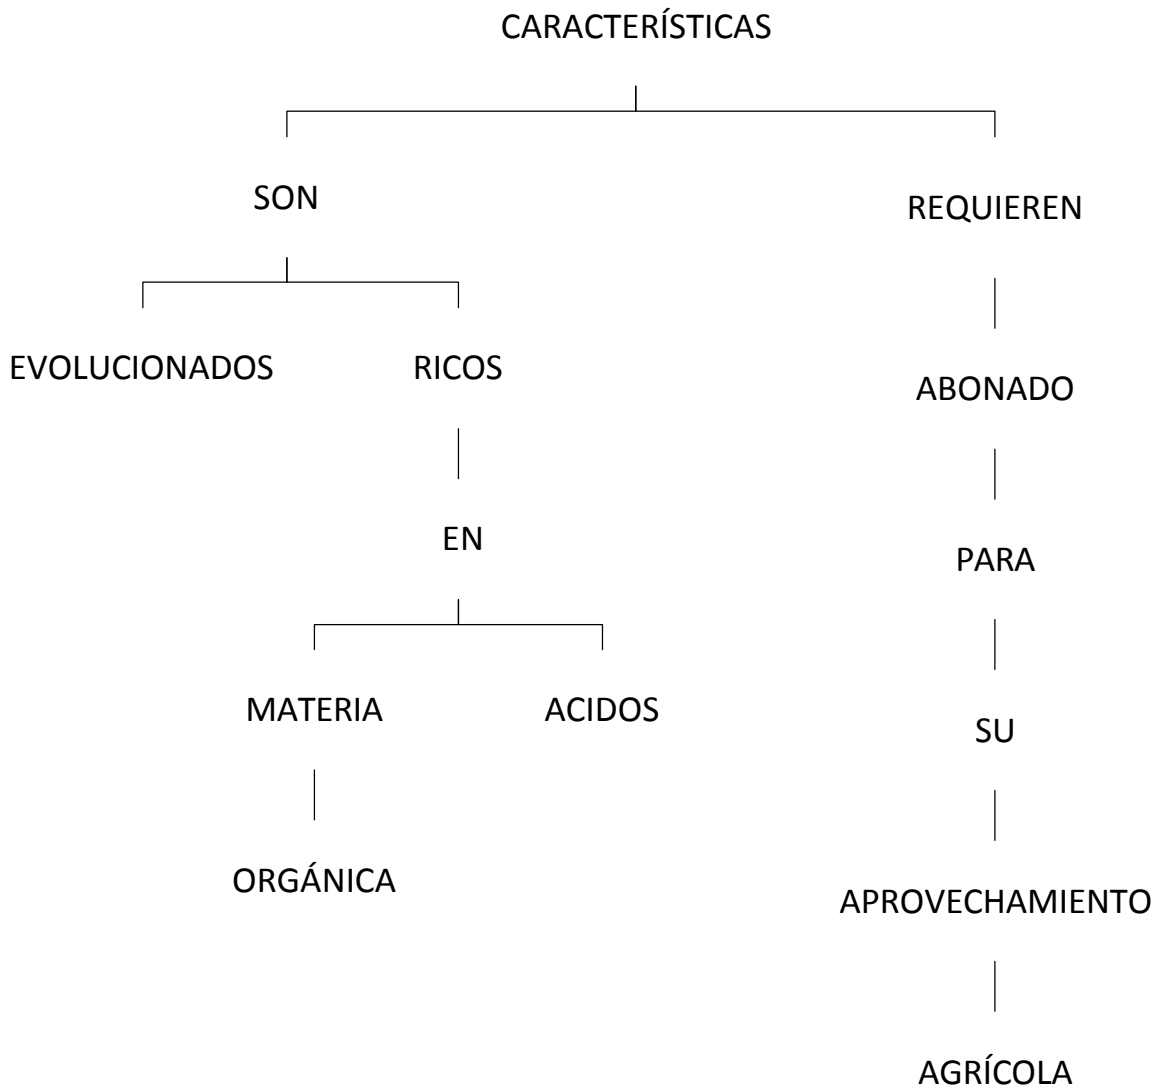 CARACTERÍSTICAS
SON
REQUIEREN
EVOLUCIONADOS
RICOS
ABONADO
EN
PARA
MATERIA
ACIDOS
SU
ORGÁNICA
APROVECHAMIENTO
AGRÍCOLA